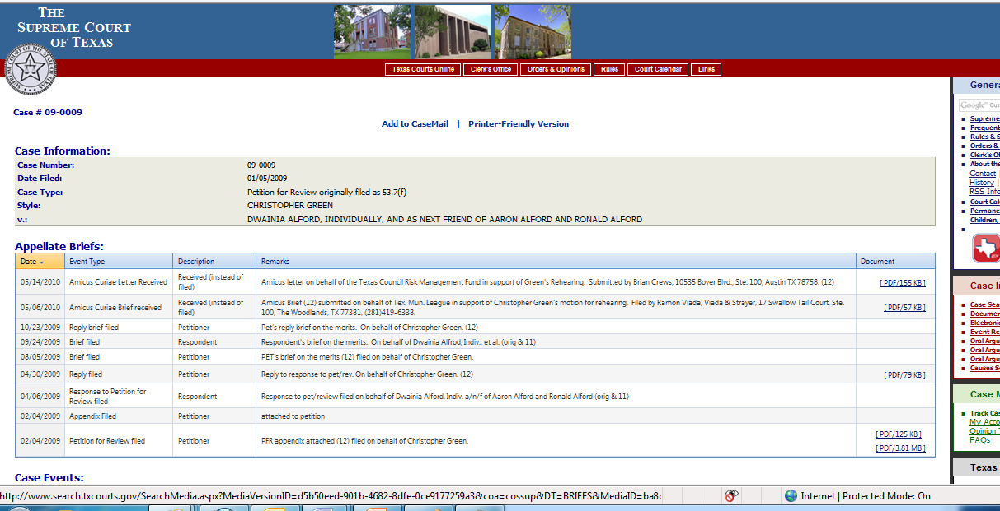 THE
SUPREME COURT
OF TEXAS
Texas Courts Online
Clerk's Office
Orders & Opinions
Rules
Court Calendar
Links
Case # 09-0009
Add to CaseMail | Printer-Friendly Version
Case Information:
Case Number: 09-0009
Date Filed: 01/05/2009
Case Type: Petition for Review originally filed as 53.7(f)
Style: CHRISTOPHER GREEN
v.: DWAINIA ALFORD, INDIVIDUALLY, AND AS NEXT FRIEND OF AARON ALFORD AND RONALD ALFORD
Appellate Briefs:
Date Event Type Description Remarks Document
05/14/2010 Amicus Curiae Letter Received Received (instead of
filed) Amicus letter on behalf of the Texas Council Risk Management Fund in support of Green's Rehearing. Submitted by Brian Crews; 10535 Boyer Blvd., Ste. 100, Austin TX 78758. (12) [ PDF/155 KB ]
05/06/2010 Amicus Curiae Brief received Received (instead of
filed) Amicus Brief (12) submitted on behalf of Tex. Mun. League in support of Christopher Green's motion for rehearing. Filed by Ramon Viada, Viada & Strayer, 17 Swallow Tail Court, Ste.
100, The Woodlands, TX 77381, (281)419-6338. [ PDF/57 KB ]
10/23/2009 Reply brief filed Petitioner Pet's reply brief on the merits. On behalf of Christopher Green. (12)
09/24/2009 Brief filed Respondent Respondent's brief on the merits. On behalf of Dwainia Alfrod, Indiv., et al. (orig & 11)
08/05/2009 Brief filed Petitioner PET's brief on the merits (12) filed on behalf of Christopher Green.
04/30/2009 Reply filed Petitioner Reply to response to pet/rev. On behalf of Christopher Green. (12) [ PDF/79 KB ]
04/06/2009 Response to Petition for
Review filed Respondent Response to pet/review filed on behalf of Dwainia Alford, Indiv. a/n/f of Aaron Alford and Ronald Alford (orig & 11)
02/04/2009 Appendix Filed Petitioner attached to petition
02/04/2009 Petition for Review filed Petitioner PFR appendix attached (12) filed on behalf of Christopher Green. [ PDF/125 KB ]
[ PDF/3.81 MB ]
Case Events:
Genera
Google™ Cus
Supreme
Frequent
Rules & S
Orders &
Clerk's Of
About the
Contact |
History |
RSS Info
Court Cal
Permane
Children,
Case In
Case Sea
Documen
Electroni
Event Re
Oral Argu
Oral Argu
Oral Argu
Causes S
Case M
Track Cas
My Acco
Opinion T
FAQs
Texas
http://www.search.txcourts.gov/SearchMedia.aspx?MediaVersionID=d5b50eed-901b-4682-8dfe-0ce9177259a3&coa=cossup&DT=BRIEFS&MediaID=ba8c
Internet | Protected Mode: On